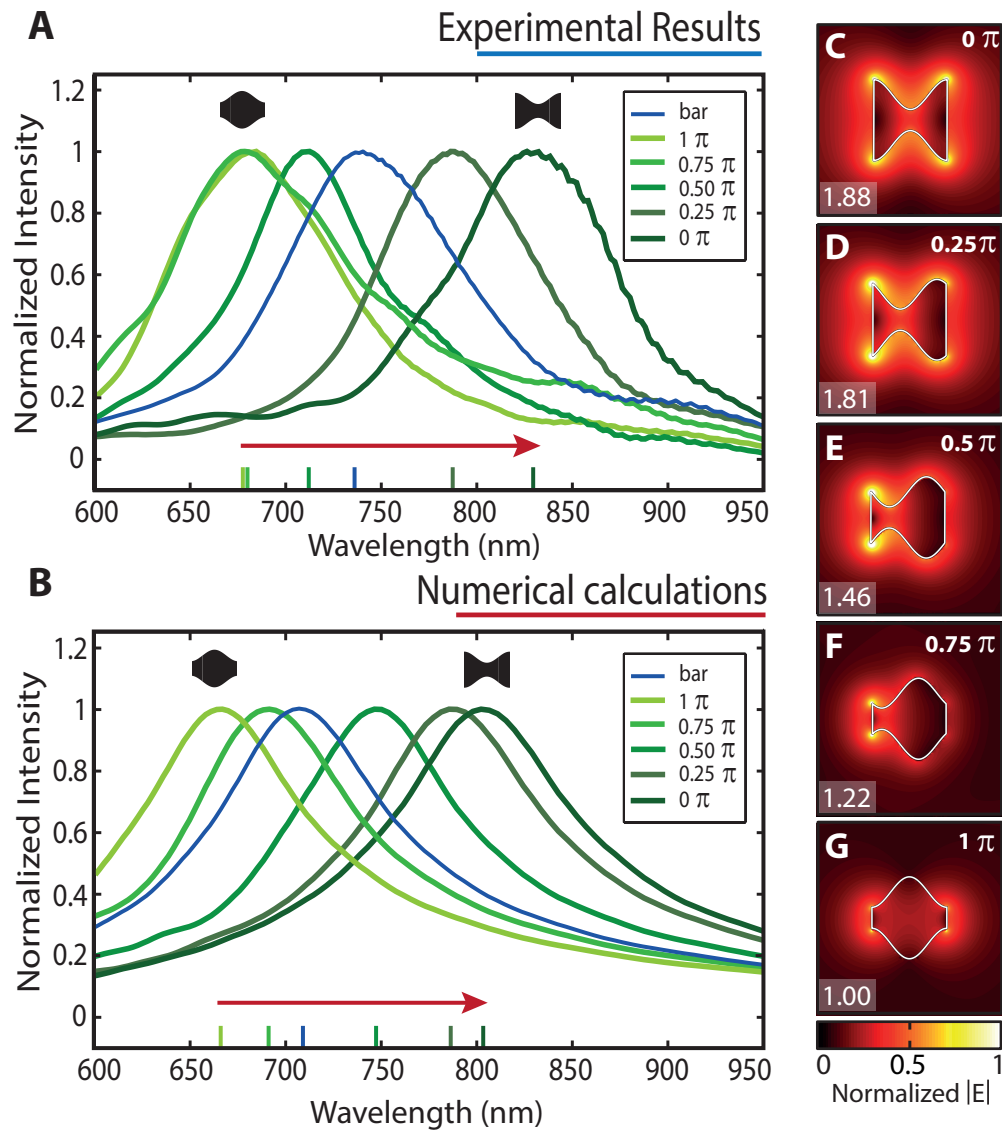 A
Experimental Results
Normalized Intensity
1.2
1
0.8
0.6
0.4
0.2
0
bar
1 π
0.75 π
0.50 π
0.25 π
0 π
600 650 700 750 800 850 900 950
Wavelength (nm)
B
Numerical calculations
Normalized Intensity
1.2
1
0.8
0.6
0.4
0.2
0
bar
1 π
0.75 π
0.50 π
0.25 π
0 π
600 650 700 750 800 850 900 950
Wavelength (nm)
C 0 π
1.88
D 0.25 π
1.81
E 0.5 π
1.46
F 0.75 π
1.22
G 1 π
1.00
0 0.5 1
Normalized |E|